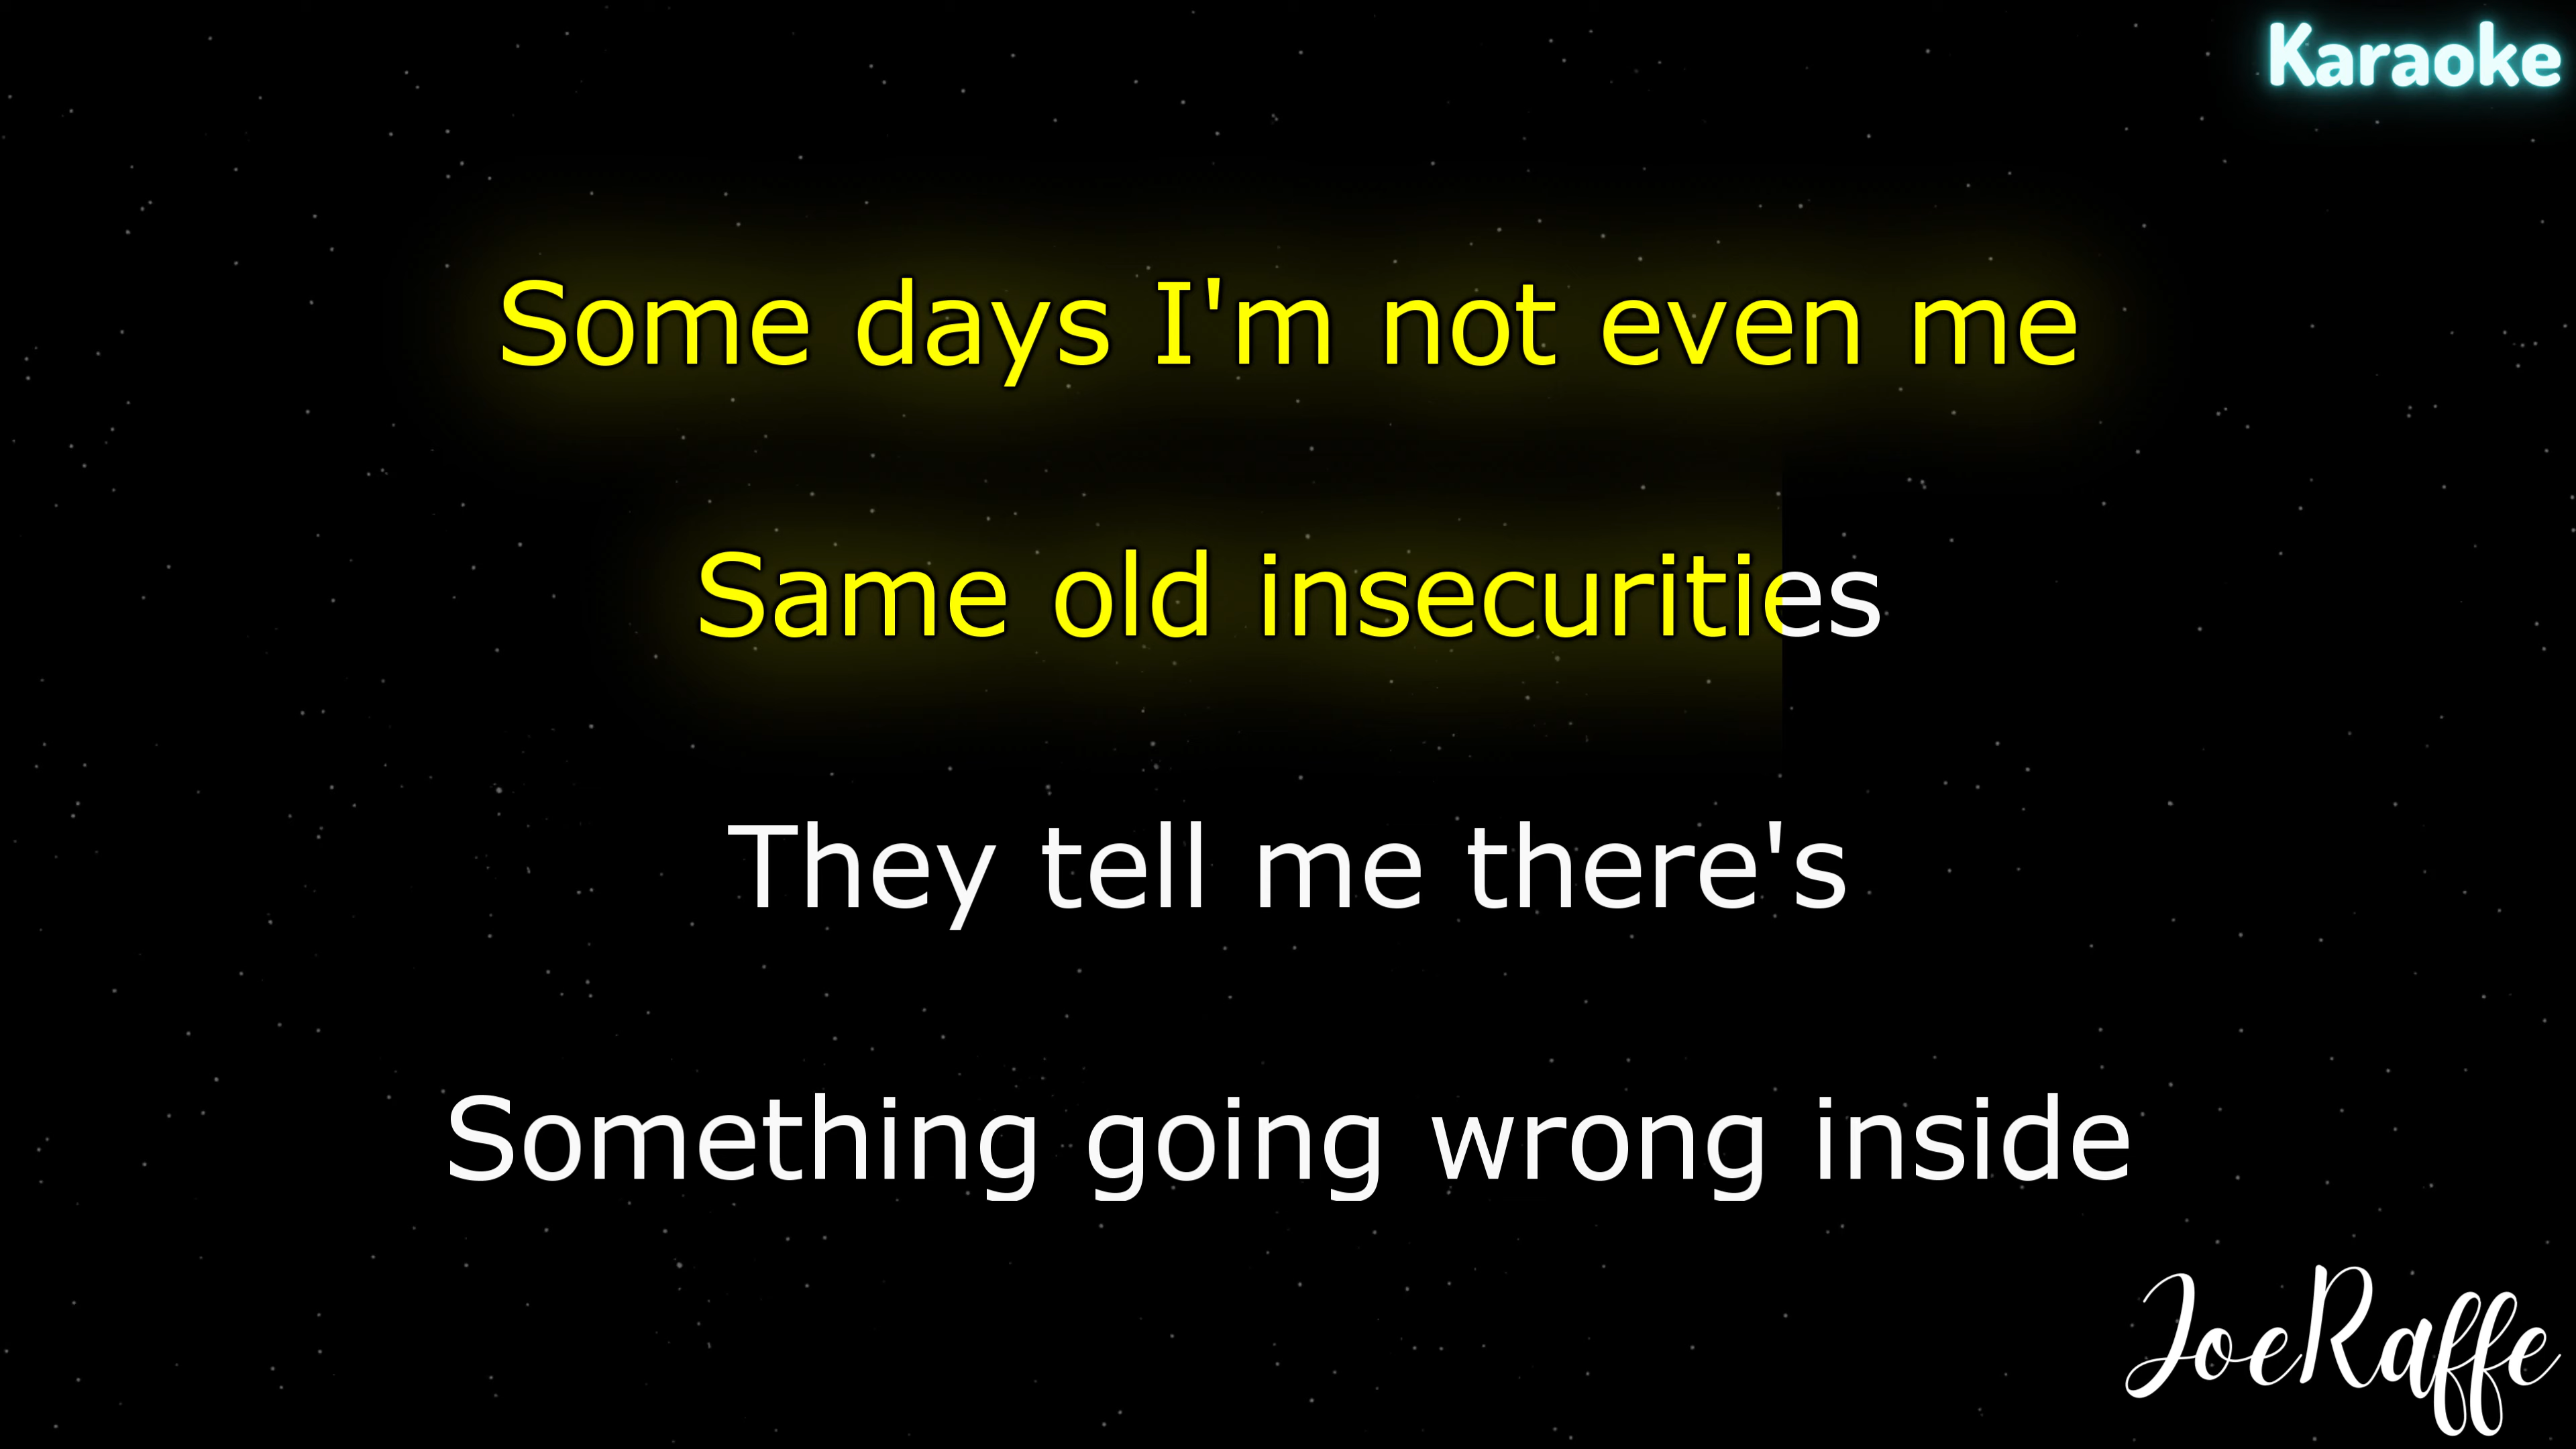 Karaoke
Some days I'm not even me
Same old insecurities
They tell me there's
Something going wrong inside
JoeRaffe